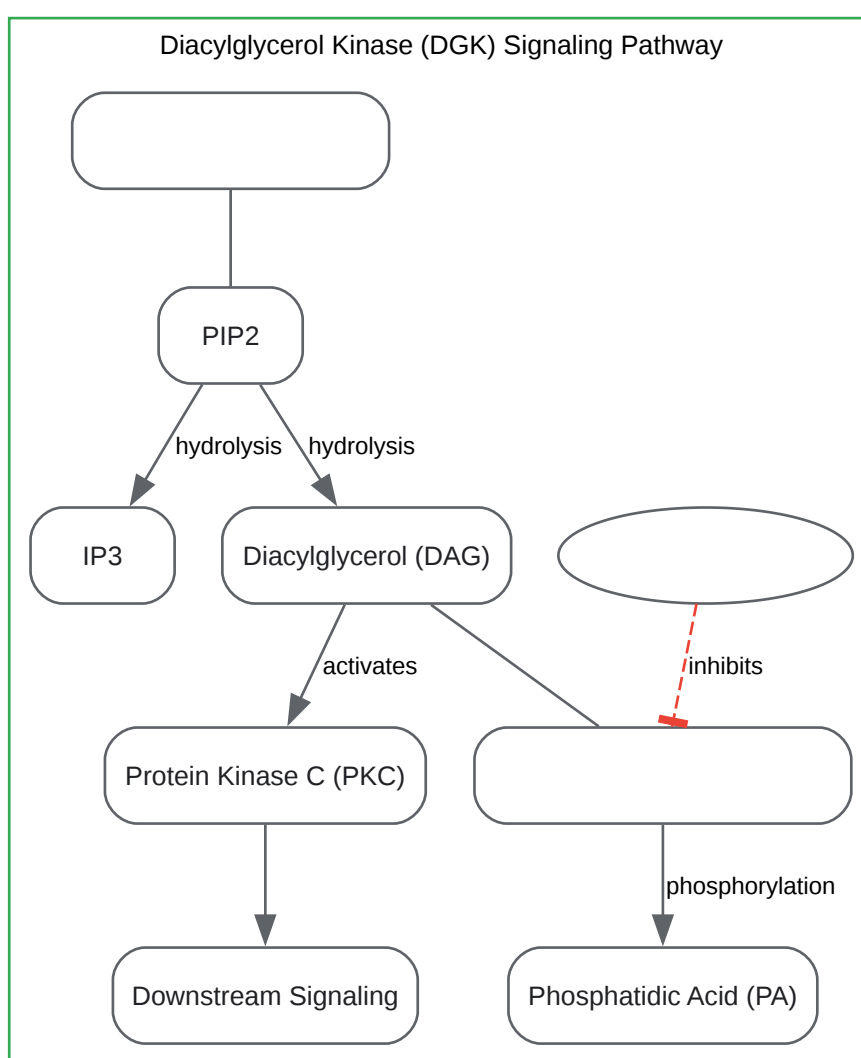 Diacylglycerol Kinase (DGK) Signaling Pathway
PIP2
hydrolysis
hydrolysis
IP3
Diacylglycerol (DAG)
activates
inhibits
Protein Kinase C (PKC)
phosphorylation
Downstream Signaling
Phosphatidic Acid (PA)